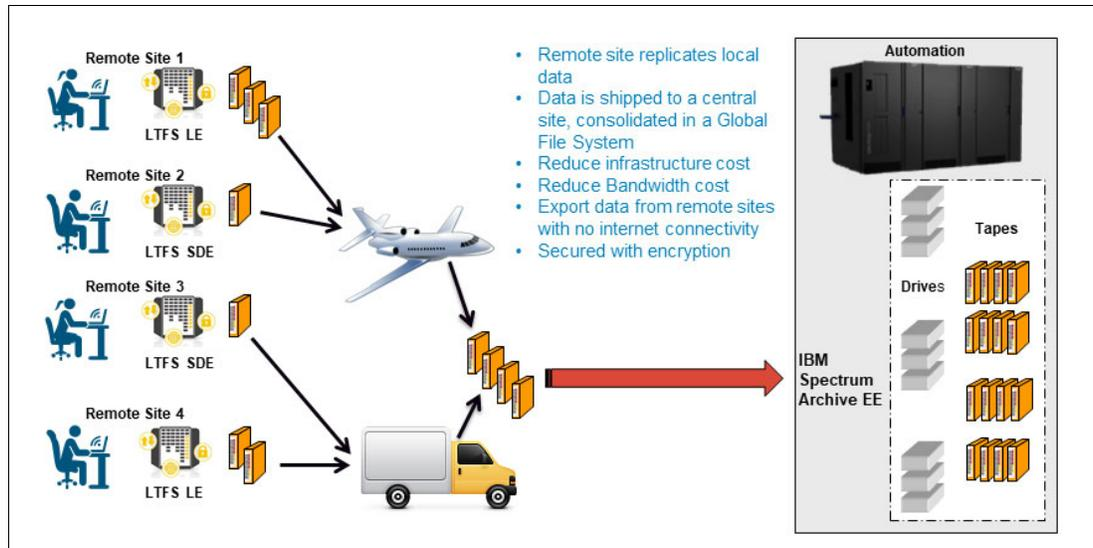 Remote Site 1
LTFS LE
Remote Site 2
LTFS SDE
Remote Site 3
LTFS SDE
Remote Site 4
LTFS LE
• Remote site replicates local
data
• Data is shipped to a central
site, consolidated in a Global
File System
• Reduce infrastructure cost
• Reduce Bandwidth cost
• Export data from remote sites
with no internet connectivity
• Secured with encryption
Automation
Tapes
Drives
IBM
Spectrum
Archive EE